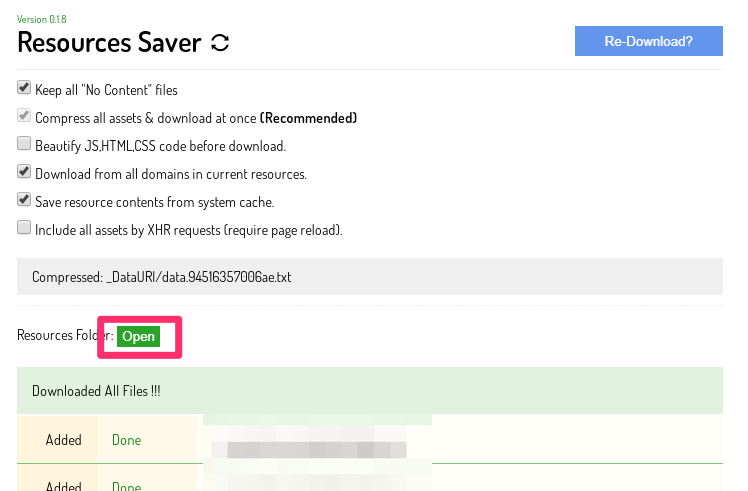 Version 0.1.8
Resources Saver
Re-Download?
Keep all "No Content" files
Compress all assets & download at once (Recommended)
Beautify JS,HTML,CSS code before download.
Download from all domains in current resources.
Save resource contents from system cache.
Include all assets by XHR requests (require page reload).
Compressed: _DataURI/data.94516357006ae.txt
Resources Folder: Open
Downloaded All Files !!!
Added Done
Added Done